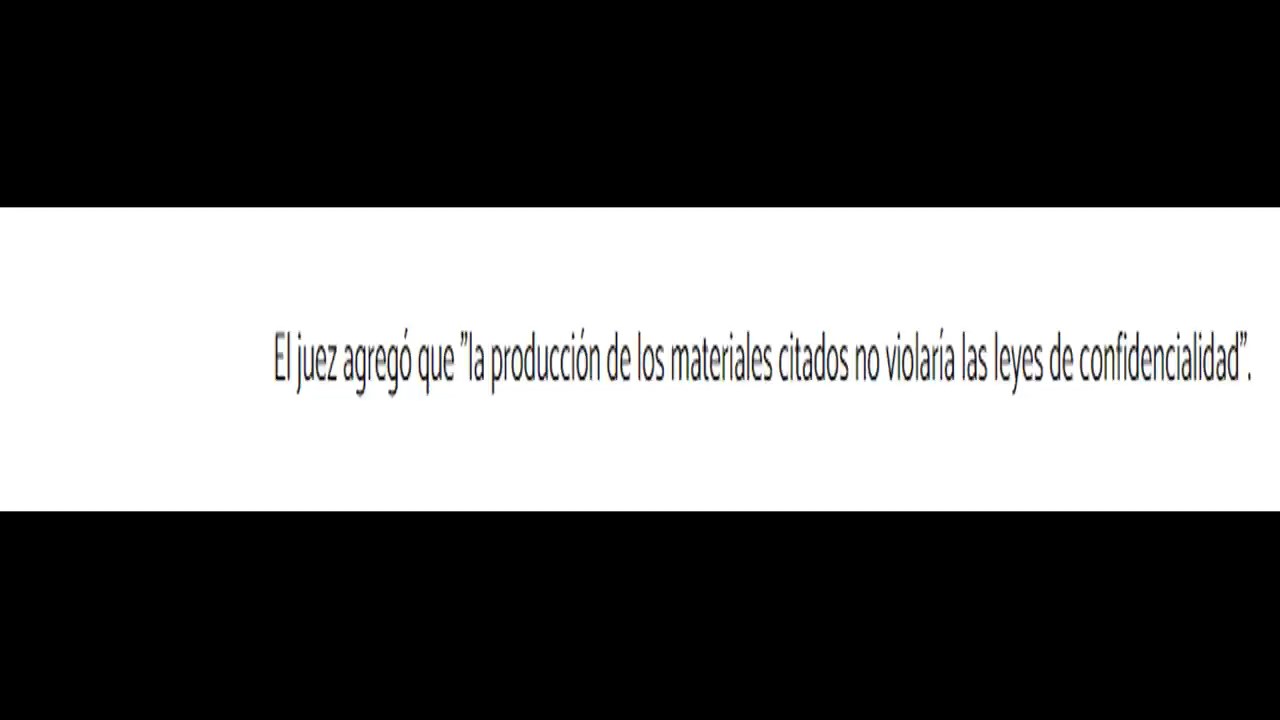 El juez agregó que ”la producción de los materiales citados no violaría las leyes de confidencialidad”.